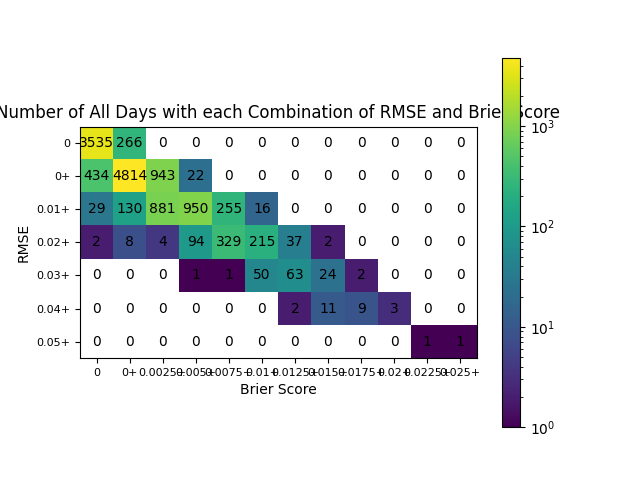 Number of All Days with each Combination of RMSE and Brier Score
0 3535 266 0 0 0 0 0 0 0 0 0 0
0+ 434 4814 943 22 0 0 0 0 0 0 0 0
0.01+ 29 130 881 950 255 16 0 0 0 0 0 0
0.02+ 2 8 4 94 329 215 37 2 0 0 0 0
0.03+ 0 0 0 1 1 50 63 24 2 0 0 0
0.04+ 0 0 0 0 0 0 2 11 9 3 0 0
0.05+ 0 0 0 0 0 0 0 0 0 0 1 1
0 0+ 0.0025+ 0.005+ 0.0075+ 0.01+ 0.0125+ 0.015+ 0.0175+ 0.02+ 0.0225+ 0.025+
Brier Score
RMSE
10³
10²
10¹
10⁰